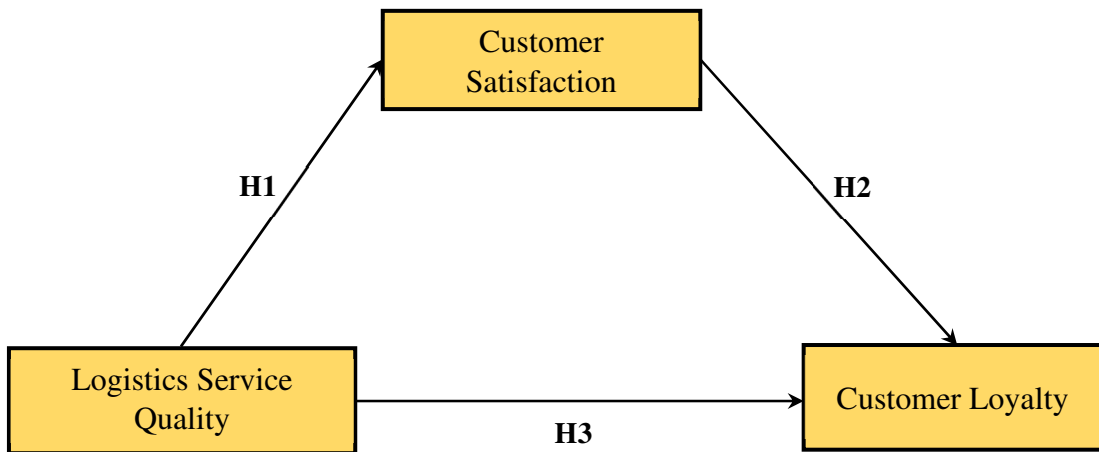 Customer
Satisfaction
H1
H2
Logistics Service
Quality
Customer Loyalty
H3